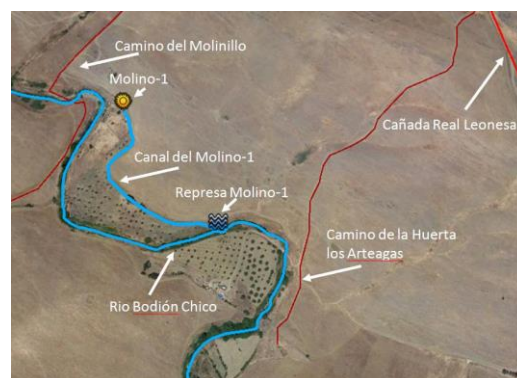 Camino del Molinillo
Molino-1
Cañada Real Leonesa
Canal del Molino-1
Represa Molino-1
Camino de la Huerta
los Arteagas
Rio Bodión Chico